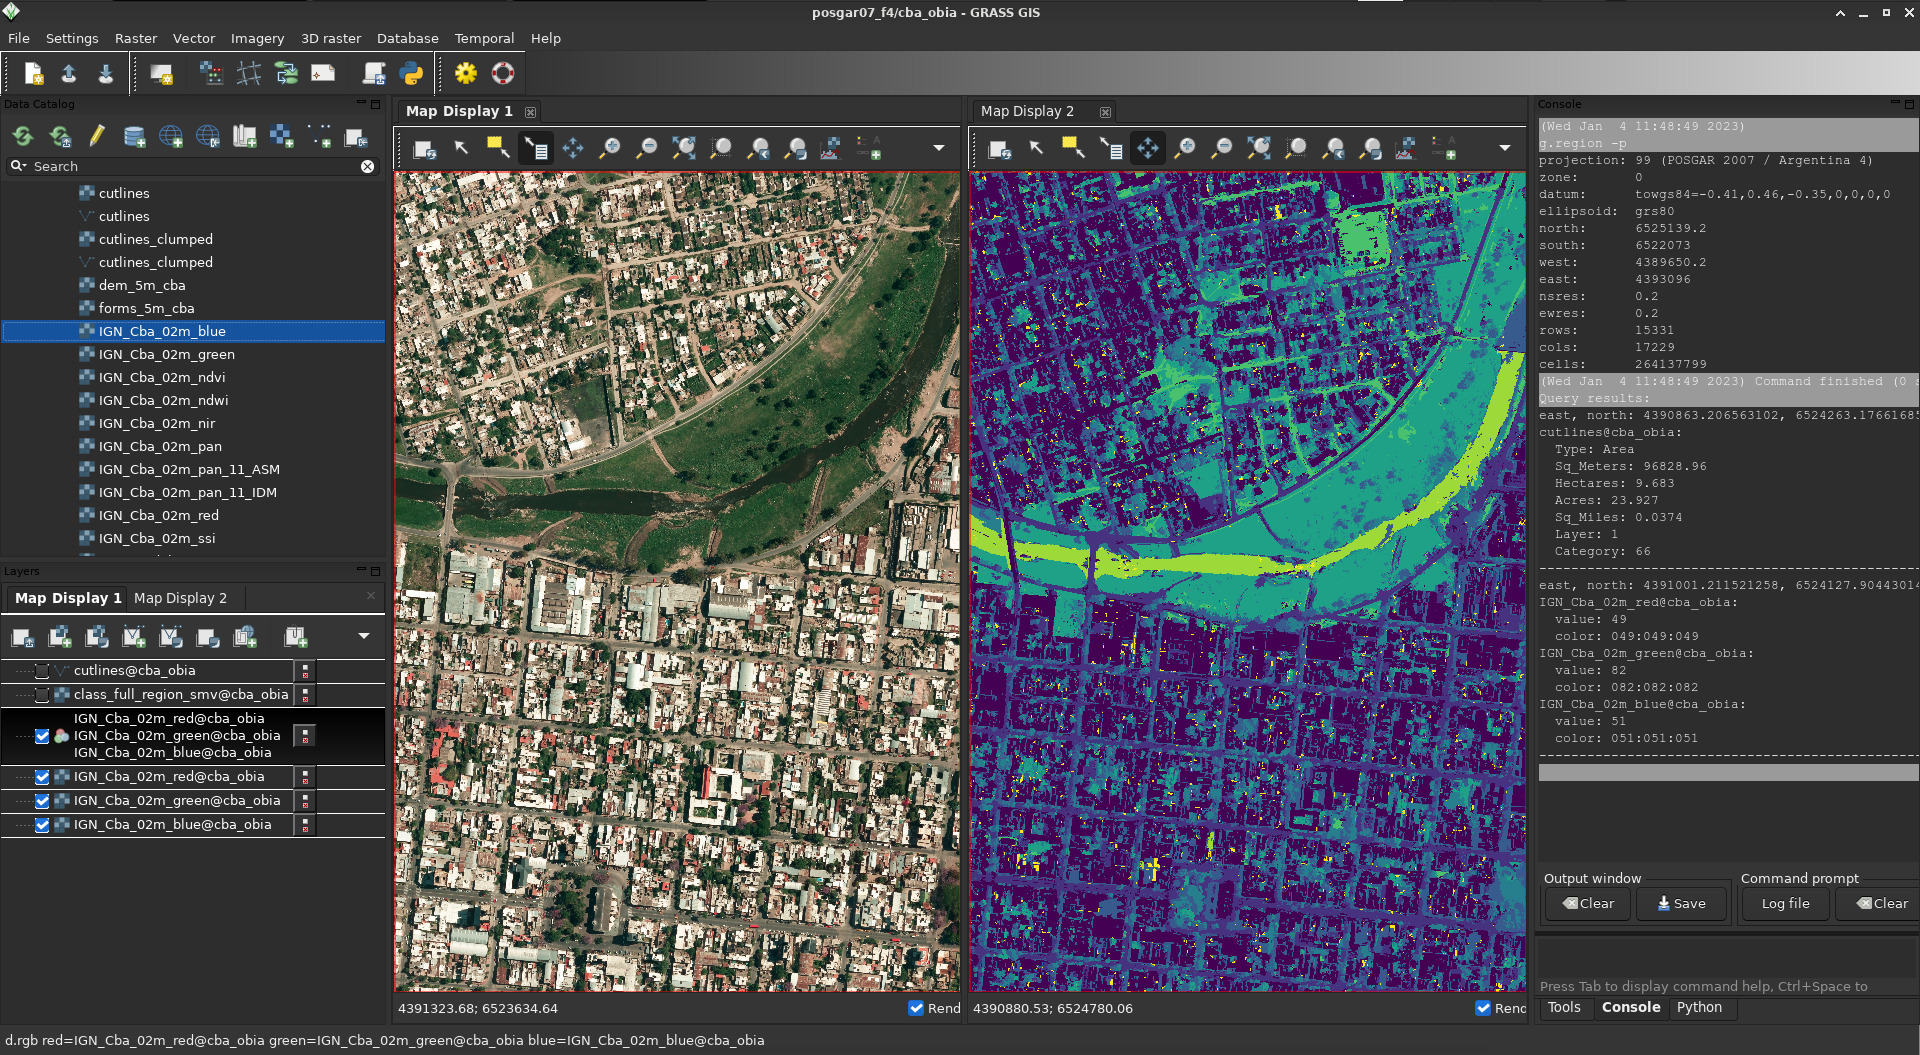 posgar07_f4/cba_obia - GRASS GIS
File Settings Raster Vector Imagery 3D raster Database Temporal Help
Data Catalog
Search
cutlines
cutlines
cutlines_clumped
cutlines_clumped
dem_5m_cba
forms_5m_cba
IGN_Cba_02m_blue
IGN_Cba_02m_green
IGN_Cba_02m_ndvi
IGN_Cba_02m_ndwi
IGN_Cba_02m_nir
IGN_Cba_02m_pan
IGN_Cba_02m_pan_11_ASM
IGN_Cba_02m_pan_11_IDM
IGN_Cba_02m_red
IGN_Cba_02m_ssi
Layers
Map Display 1 Map Display 2
cutlines@cba_obia
class_full_region_smv@cba_obia
IGN_Cba_02m_red@cba_obia
IGN_Cba_02m_green@cba_obia
IGN_Cba_02m_blue@cba_obia
IGN_Cba_02m_red@cba_obia
IGN_Cba_02m_green@cba_obia
IGN_Cba_02m_blue@cba_obia
Map Display 1
4391323.68; 6523634.64
Rend
Map Display 2
4390880.53; 6524780.06
Rend
Console
(Wed Jan  4 11:48:49 2023)
g.region -p
projection: 99 (POSGAR 2007 / Argentina 4)
zone: 0
datum: towgs84=-0.41,0.46,-0.35,0,0,0,0
ellipsoid: grs80
north: 6525139.2
south: 6522073
west: 4389650.2
east: 4393096
nsres: 0.2
ewres: 0.2
rows: 15331
cols: 17229
cells: 264137799
(Wed Jan  4 11:48:49 2023) Command finished (0 s
Query results:
east, north: 4390863.206563102, 6524263.17661685
cutlines@cba_obia:
Type: Area
Sq_Meters: 96828.96
Hectares: 9.683
Acres: 23.927
Sq_Miles: 0.0374
Layer: 1
Category: 66
east, north: 4391001.211521258, 6524127.90443014
IGN_Cba_02m_red@cba_obia:
value: 49
color: 049:049:049
IGN_Cba_02m_green@cba_obia:
value: 82
color: 082:082:082
IGN_Cba_02m_blue@cba_obia:
value: 51
color: 051:051:051
Output window Command prompt
Clear Save Log file Clear
Press Tab to display command help, Ctrl+Space to
Tools Console Python
d.rgb red=IGN_Cba_02m_red@cba_obia green=IGN_Cba_02m_green@cba_obia blue=IGN_Cba_02m_blue@cba_obia